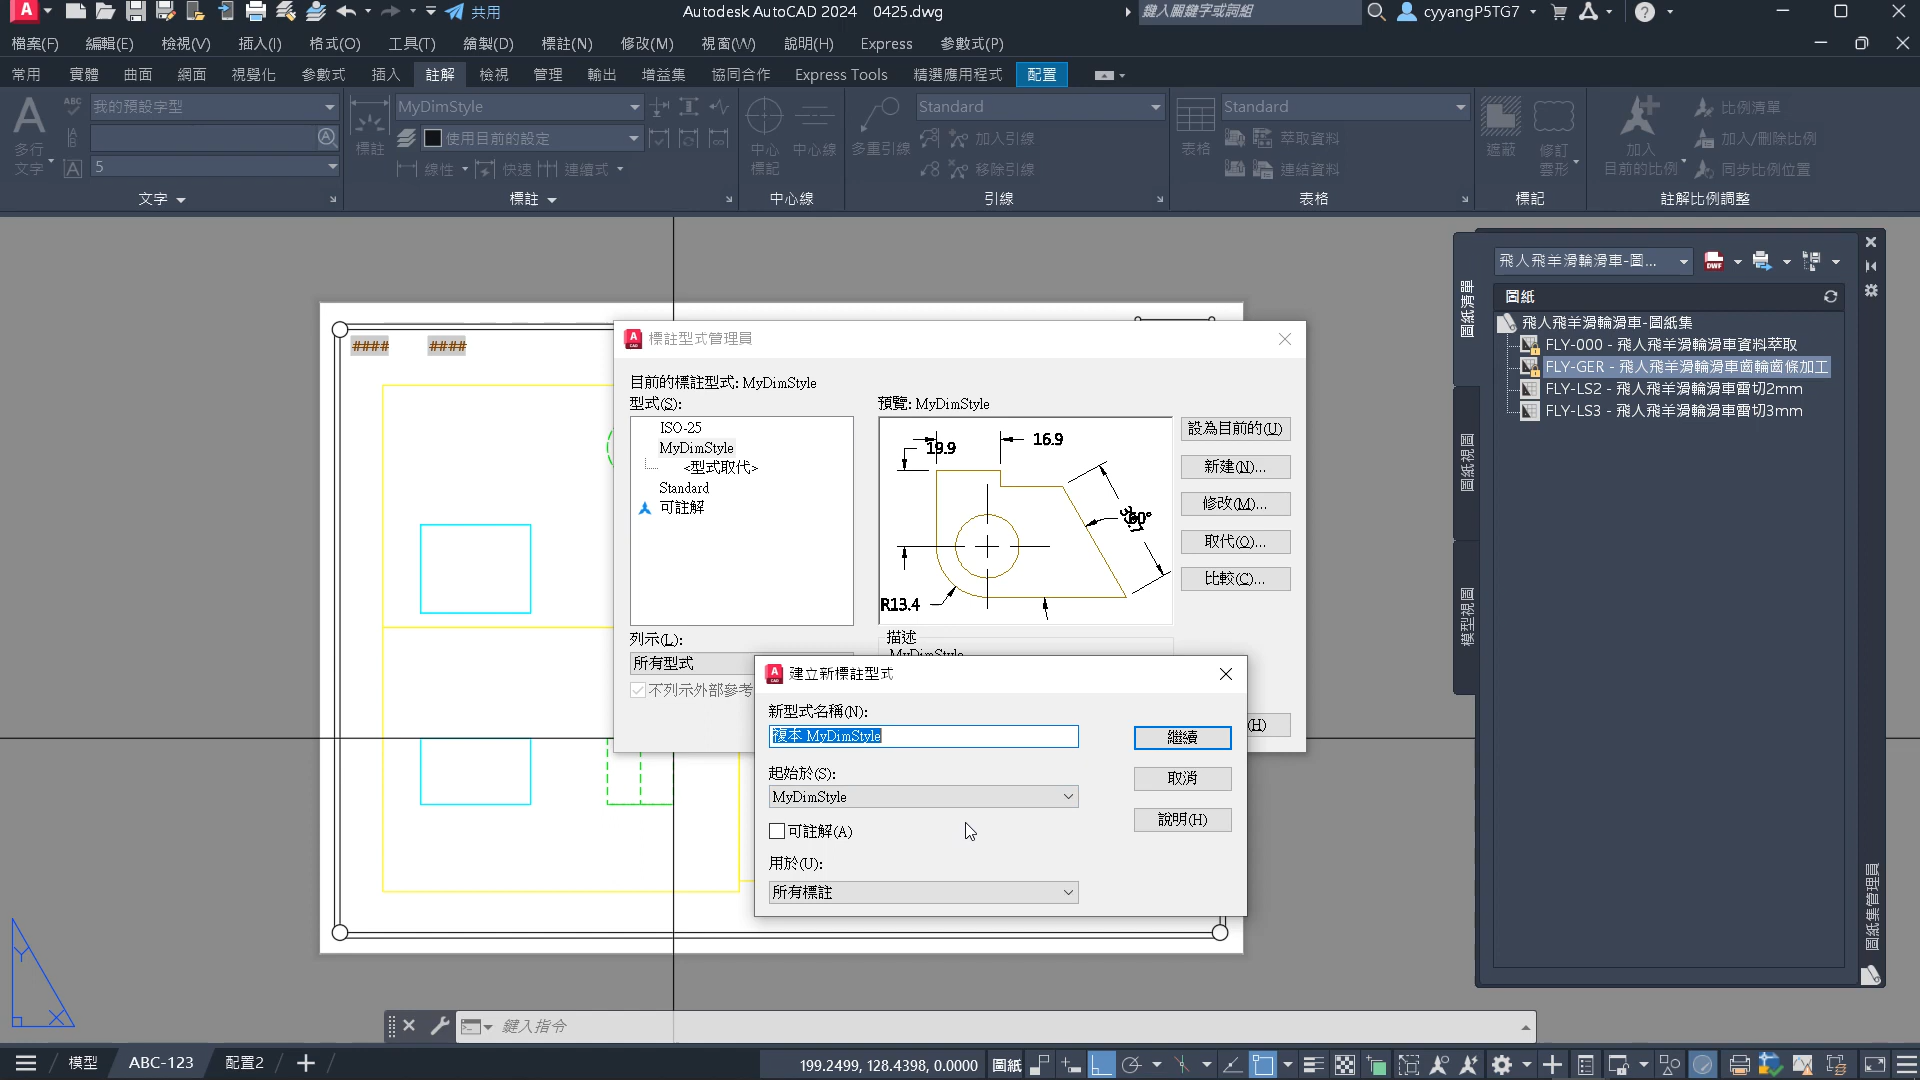 共用
Autodesk AutoCAD 2024 0425.dwg
鍵入關鍵字或詞組
cyyangP5TG7
檔案(F) 編輯(E) 檢視(V) 插入(I) 格式(O) 工具(T) 繪製(D) 標註(N) 修改(M) 視窗(W) 說明(H) Express 參數式(P)
常用 實體 曲面 網面 視覺化 參數式 插入 註解 檢視 管理 輸出 增益集 協同合作 Express Tools 精選應用程式 配置
多行
文字
ABC
我的預設字型
5
文字
標註
MyDimStyle
使用目前的設定
線性 快速 連續式
標註
中心
標記
中心線
中心線
多重引線
Standard
加入引線
移除引線
引線
表格
Standard
萃取資料
連結資料
表格
遮蔽
修訂
雲形
標記
加入
目前的比例
比例清單
加入/刪除比例
同步比例位置
註解比例調整
#### ####
標註型式管理員
目前的標註型式: MyDimStyle
型式(S):
ISO-25
MyDimStyle
<型式取代>
Standard
可註解
預覽: MyDimStyle
19.9
16.9
60°
R13.4
設為目前的(U)
新建(N)...
修改(M)...
取代(O)...
比較(C)...
列示(L):
所有型式
不列示外部參考
描述
MyDimStyle
(H)
建立新標註型式
新型式名稱(N):
複本 MyDimStyle
起始於(S):
MyDimStyle
可註解(A)
用於(U):
所有標註
繼續
取消
說明(H)
飛人飛羊滑輪滑車-圖...
DWF
圖紙
飛人飛羊滑輪滑車-圖紙集
FLY-000 - 飛人飛羊滑輪滑車資料萃取
FLY-GER - 飛人飛羊滑輪滑車齒輪齒條加工
FLY-LS2 - 飛人飛羊滑輪滑車雷切2mm
FLY-LS3 - 飛人飛羊滑輪滑車雷切3mm
圖紙清單
圖紙視圖
模型視圖
圖紙集管理員
Y
X
鍵入指令
模型 ABC-123 配置2
199.2499, 128.4398, 0.0000 圖紙